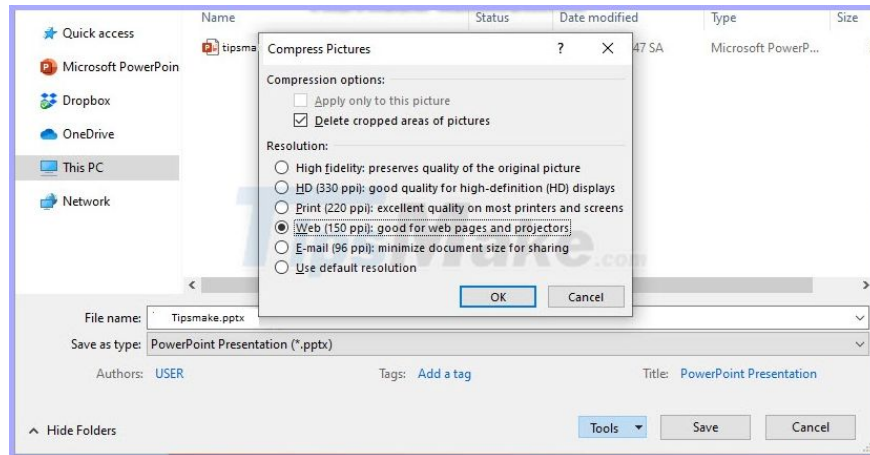 Name Status Date modified Type Size
Quick access
tipsma
47 SA Microsoft PowerP...
Microsoft PowerPoin
Dropbox
OneDrive
This PC
Network
Compress Pictures ? ×
Compression options:
Apply only to this picture
Delete cropped areas of pictures
Resolution:
High fidelity: preserves quality of the original picture
HD (330 ppi): good quality for high-definition (HD) displays
Print (220 ppi): excellent quality on most printers and screens
Web (150 ppi): good for web pages and projectors
E-mail (96 ppi): minimize document size for sharing
Use default resolution
OK Cancel
TipsMake.com
File name: Tipsmake.pptx
Save as type: PowerPoint Presentation (*.pptx)
Authors: USER Tags: Add a tag Title: PowerPoint Presentation
Hide Folders Tools Save Cancel